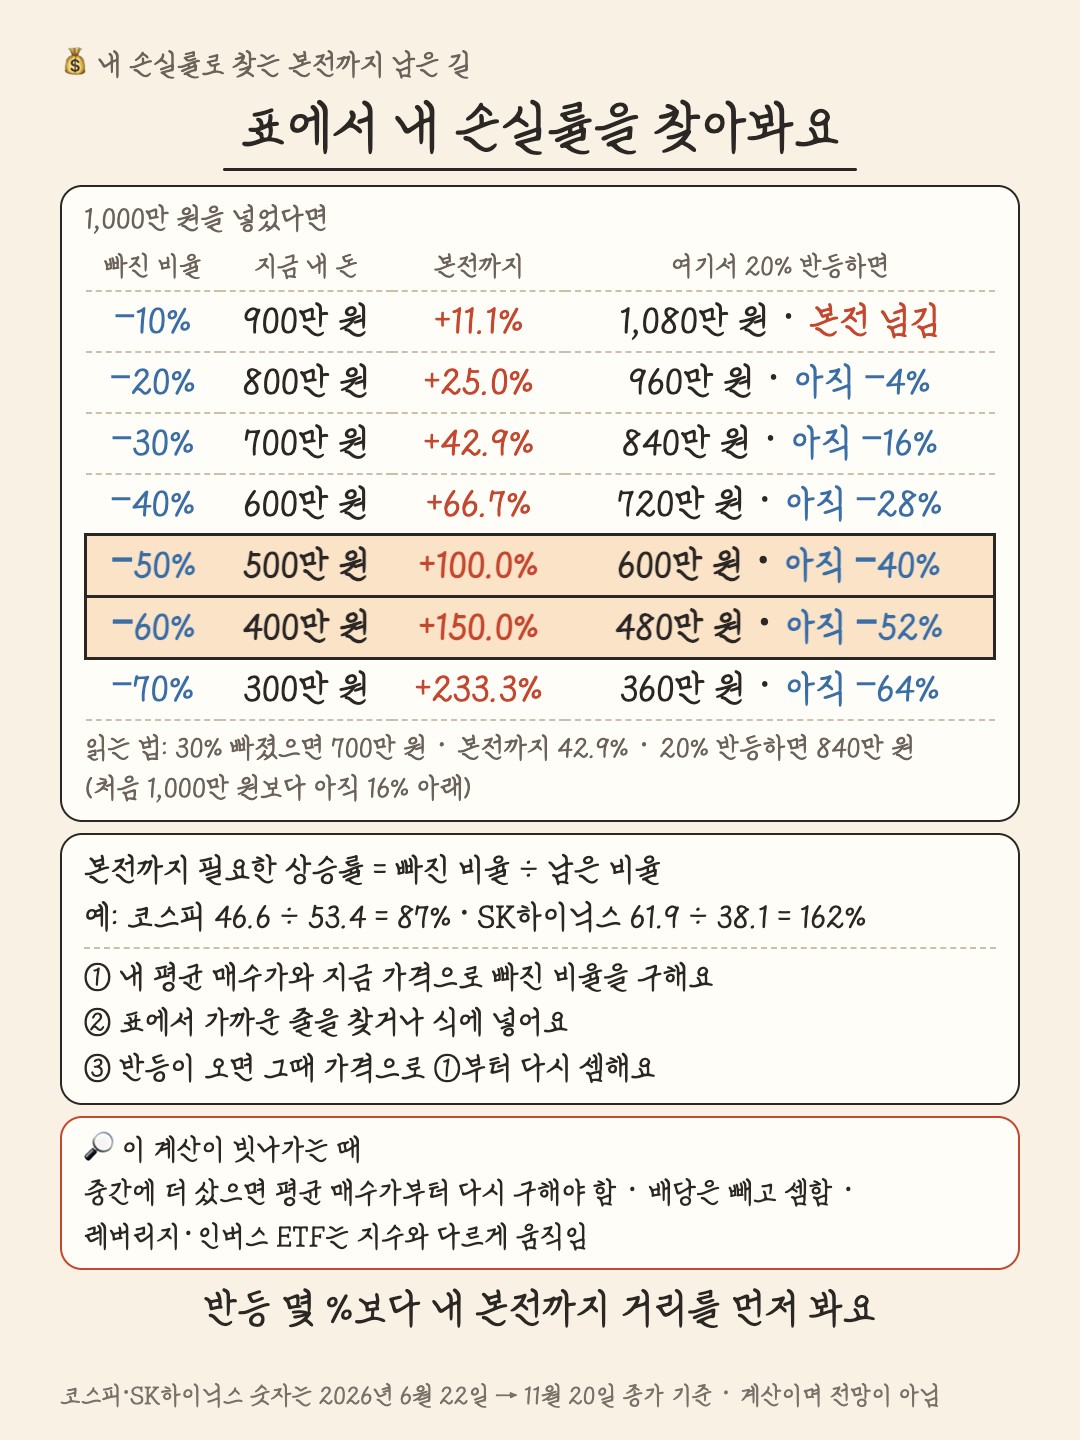 내 손실률로 찾는 본전까지 남은 길
표에서 내 손실률을 찾아봐요
1,000만 원을 넣었다면
빠진 비율 지금 내 돈 본전까지 여기서 20% 반등하면
−10% 900만 원 +11.1% 1,080만 원 · 본전 넘김
−20% 800만 원 +25.0% 960만 원 · 아직 −4%
−30% 700만 원 +42.9% 840만 원 · 아직 −16%
−40% 600만 원 +66.7% 720만 원 · 아직 −28%
−50% 500만 원 +100.0% 600만 원 · 아직 −40%
−60% 400만 원 +150.0% 480만 원 · 아직 −52%
−70% 300만 원 +233.3% 360만 원 · 아직 −64%
읽는 법: 30% 빠졌으면 700만 원 · 본전까지 42.9% · 20% 반등하면 840만 원
(처음 1,000만 원보다 아직 16% 아래)
본전까지 필요한 상승률 = 빠진 비율 ÷ 남은 비율
예: 코스피 46.6 ÷ 53.4 = 87% · SK하이닉스 61.9 ÷ 38.1 = 162%
① 내 평균 매수가와 지금 가격으로 빠진 비율을 구해요
② 표에서 가까운 줄을 찾거나 식에 넣어요
③ 반등이 오면 그때 가격으로 ①부터 다시 셈해요
이 계산이 빗나가는 때
중간에 더 샀으면 평균 매수가부터 다시 구해야 함 · 배당은 빼고 셈함 ·
레버리지·인버스 ETF는 지수와 다르게 움직임
반등 몇 %보다 내 본전까지 거리를 먼저 봐요
코스피·SK하이닉스 숫자는 2026년 6월 22일 → 11월 20일 종가 기준 · 계산이며 전망이 아님